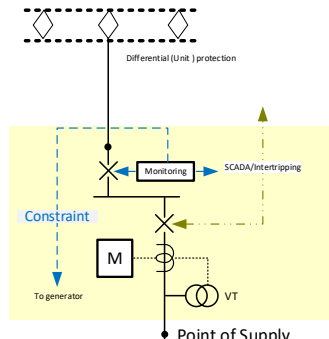 Differential (Unit ) protection
Monitoring
SCADA/Intertripping
Constraint
M
To generator
VT
Point of Supply